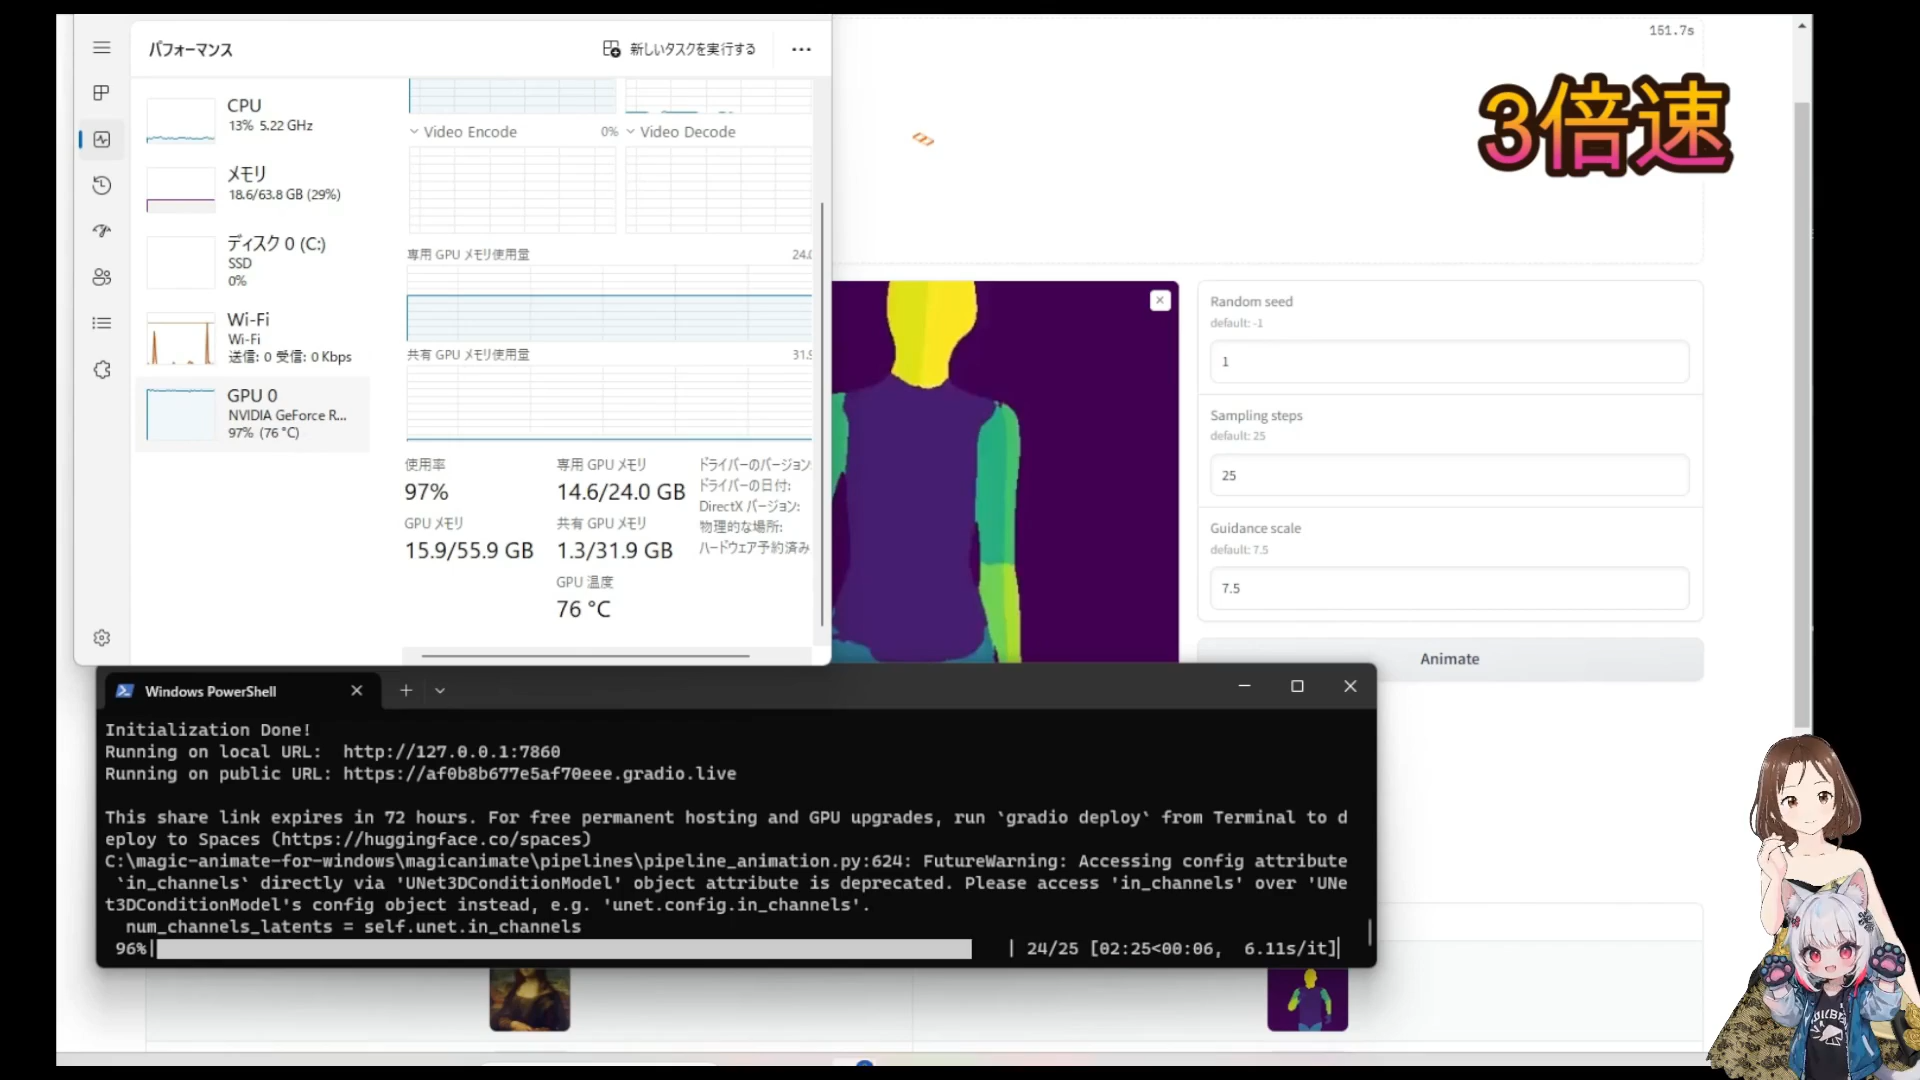 パフォーマンス
新しいタスクを実行する
CPU
13% 5.22 GHz
メモリ
18.6/63.8 GB (29%)
ディスク 0 (C:)
SSD
0%
Wi-Fi
Wi-Fi
送信: 0 受信: 0 Kbps
GPU 0
NVIDIA GeForce R...
97% (76 °C)
Video Encode 0%
Video Decode
専用 GPU メモリ使用量 24.0
共有 GPU メモリ使用量 31.9
使用率
97%
専用 GPU メモリ
14.6/24.0 GB
GPU メモリ
15.9/55.9 GB
共有 GPU メモリ
1.3/31.9 GB
GPU 温度
76 °C
ドライバーのバージョン:
ドライバーの日付:
DirectX バージョン:
物理的な場所:
ハードウェア予約済み
151.7s
3倍速
Random seed
default: -1
1
Sampling steps
default: 25
25
Guidance scale
default: 7.5
7.5
Animate
Windows PowerShell
Initialization Done!
Running on local URL:  http://127.0.0.1:7860
Running on public URL: https://af0b8b677e5af70eee.gradio.live
This share link expires in 72 hours. For free permanent hosting and GPU upgrades, run `gradio deploy` from Terminal to d
eploy to Spaces (https://huggingface.co/spaces)
C:\magic-animate-for-windows\magicanimate\pipelines\pipeline_animation.py:624: FutureWarning: Accessing config attribute
`in_channels` directly via 'UNet3DConditionModel' object attribute is deprecated. Please access 'in_channels' over 'UNe
t3DConditionModel's config object instead, e.g. 'unet.config.in_channels'.
num_channels_latents = self.unet.in_channels
96%| | 24/25 [02:25<00:06,  6.11s/it]